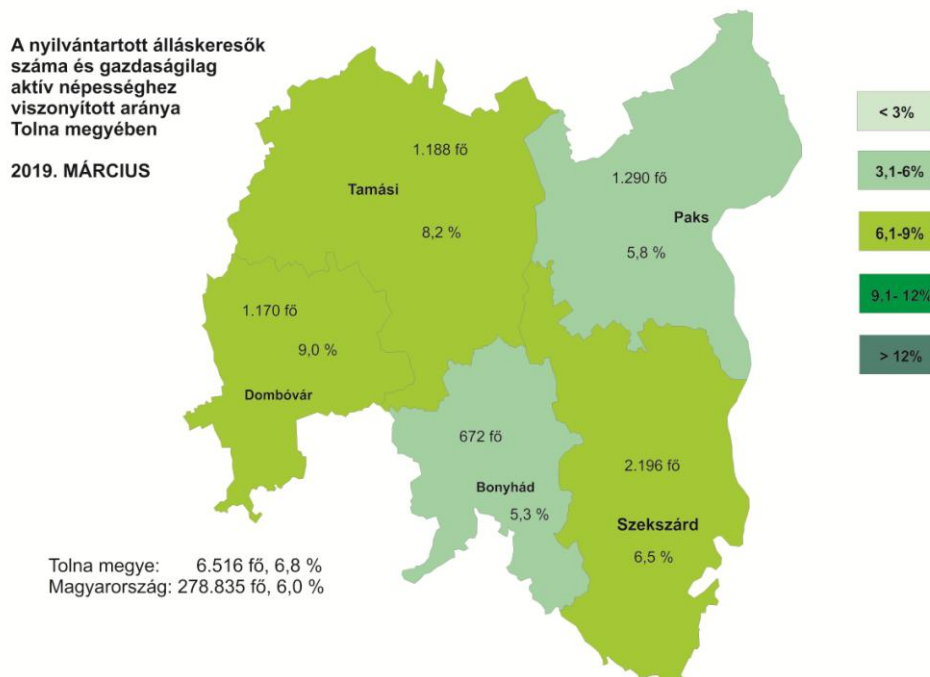 A nyilvántartott álláskeresők
száma és gazdaságilag
aktív népességhez
viszonyított aránya
Tolna megyében
2019. MÁRCIUS
1.188 fő
Tamási
8,2 %
1.290 fő
Paks
5,8 %
1.170 fő
9,0 %
Dombóvár
672 fő
Bonyhád
5,3 %
2.196 fő
Szekszárd
6,5 %
Tolna megye: 6.516 fő, 6,8 %
Magyarország: 278.835 fő, 6,0 %
< 3%
3,1-6%
6,1-9%
9,1- 12%
> 12%